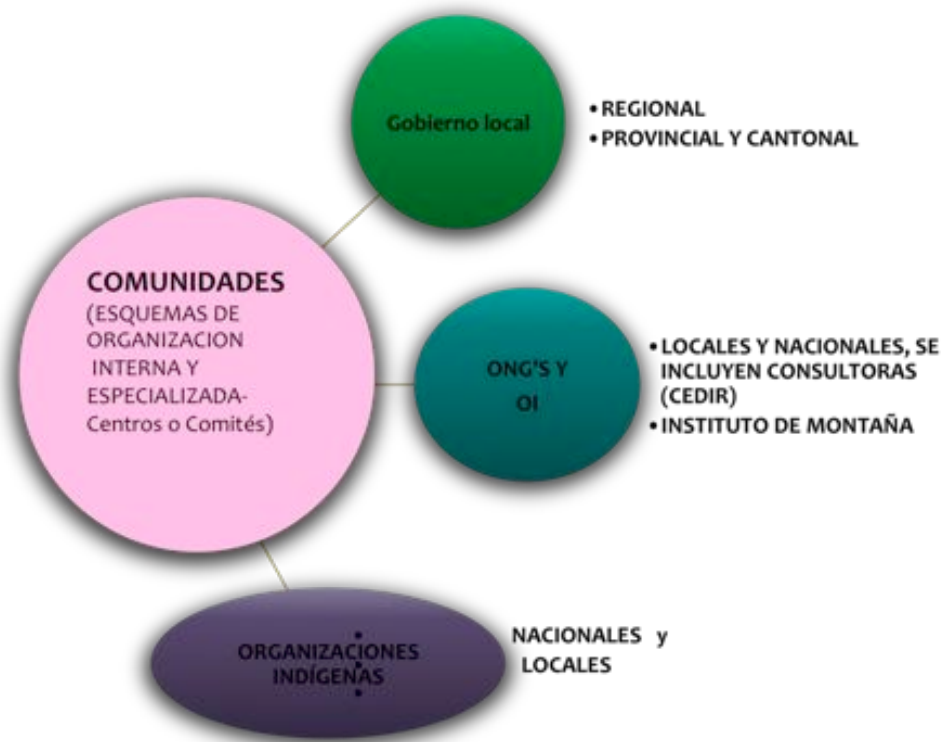 Gobierno local
• REGIONAL
• PROVINCIAL Y CANTONAL
COMUNIDADES
(ESQUEMAS DE
ORGANIZACION
INTERNA Y
ESPECIALIZADA-
Centros o Comités)
ONG'S Y
OI
• LOCALES Y NACIONALES, SE
INCLUYEN CONSULTORAS
(CEDIR)
• INSTITUTO DE MONTAÑA
ORGANIZACIONES
INDÍGENAS
NACIONALES y
LOCALES